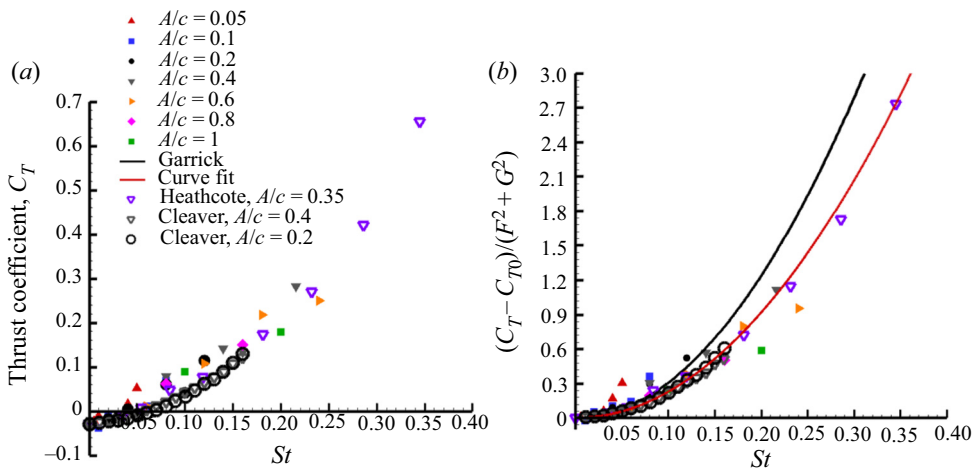 (a)
A/c = 0.05
A/c = 0.1
A/c = 0.2
A/c = 0.4
A/c = 0.6
A/c = 0.8
A/c = 1
Garrick
Curve fit
Heathcote, A/c = 0.35
Cleaver, A/c = 0.4
Cleaver, A/c = 0.2
Thrust coefficient, C_T
0.7
0.6
0.5
0.4
0.3
0.2
0.1
0
−0.1
0.05 0.10 0.15 0.20 0.25 0.30 0.35 0.40
St
(b)
(C_T − C_{T0})/(F² + G²)
3.0
2.7
2.4
2.1
1.8
1.5
1.2
0.9
0.6
0.3
0
0.05 0.10 0.15 0.20 0.25 0.30 0.35 0.40
St